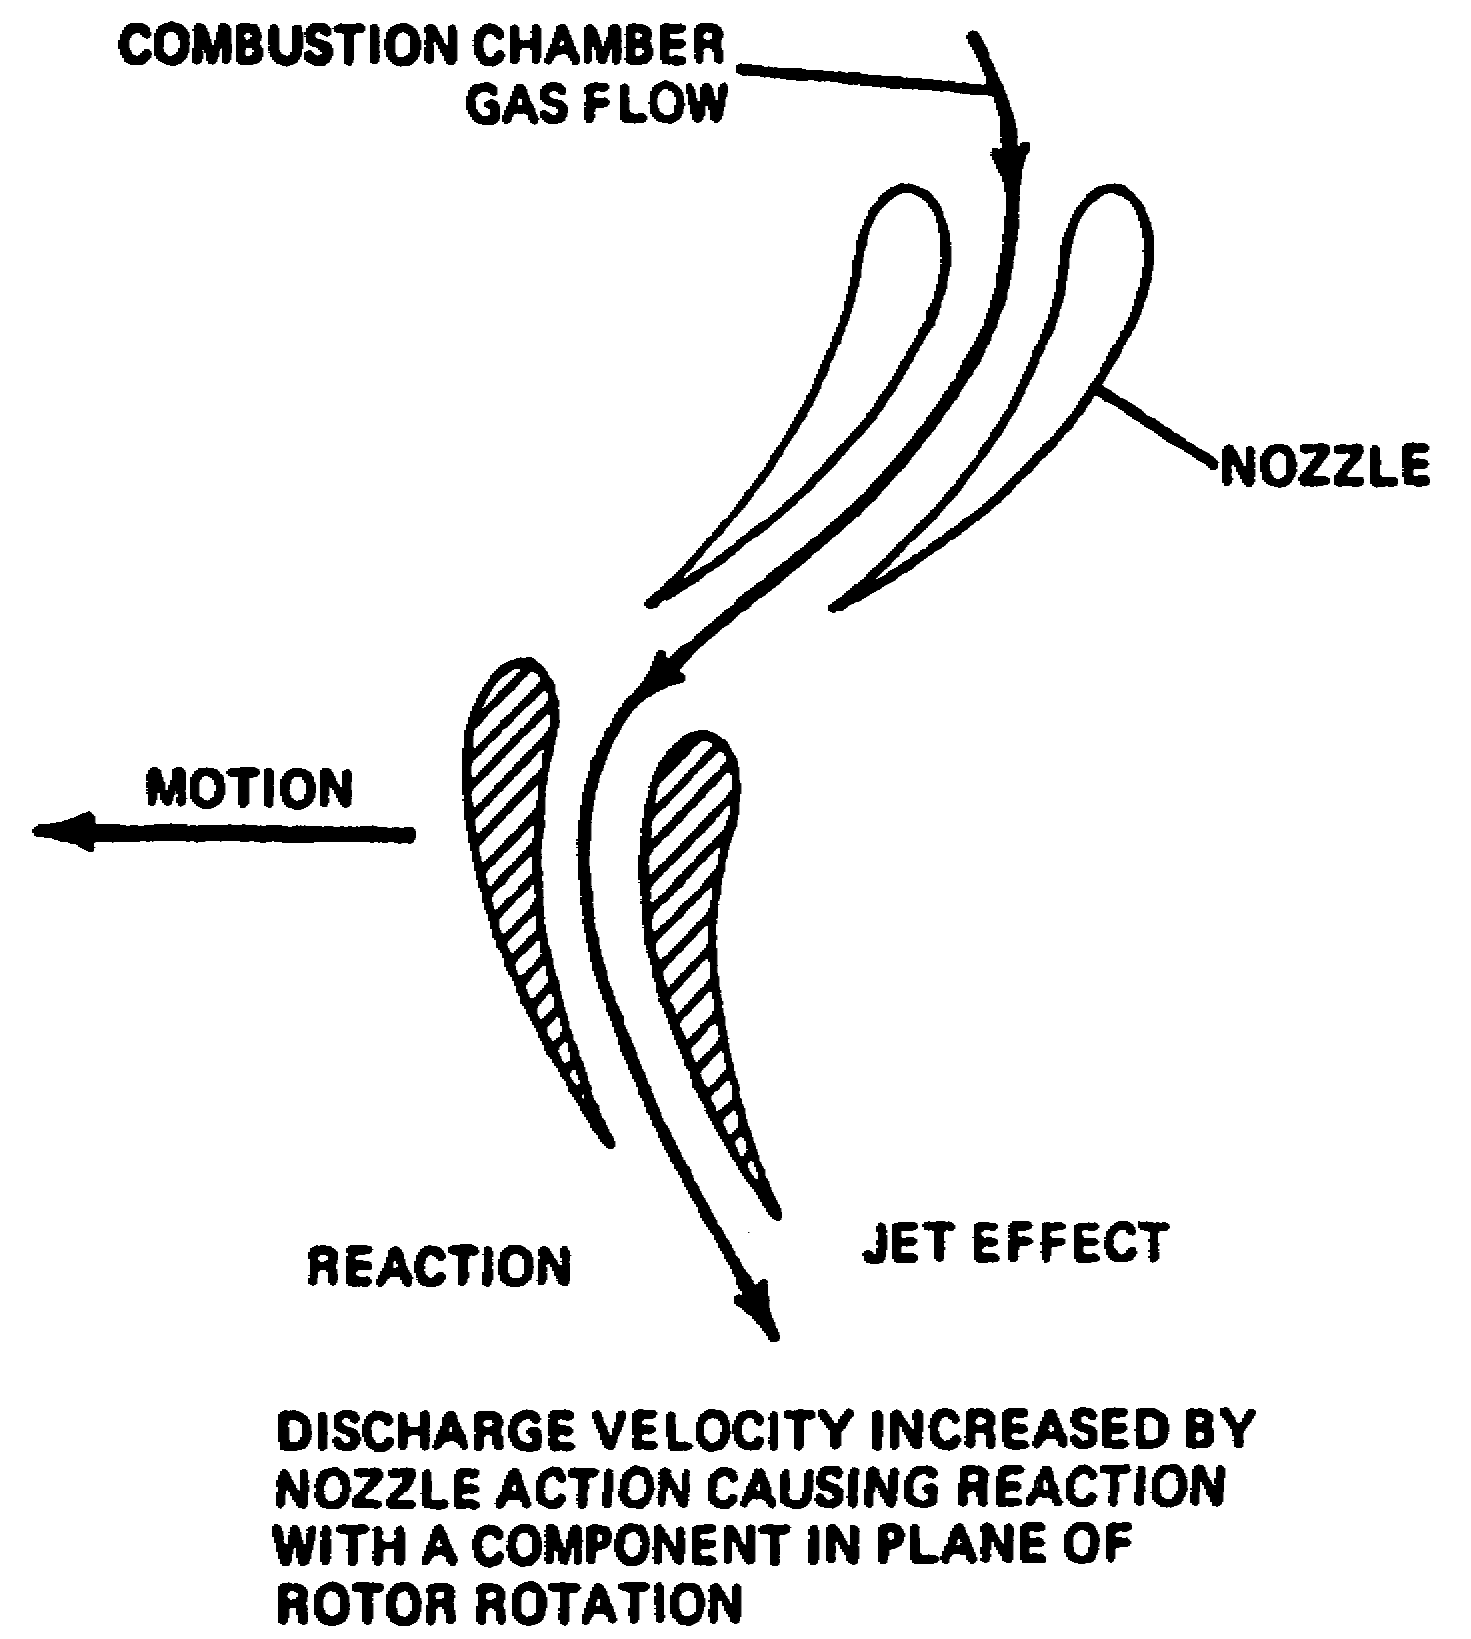 COMBUSTION CHAMBER
GAS FLOW
NOZZLE
MOTION
REACTION
JET EFFECT
DISCHARGE VELOCITY INCREASED BY
NOZZLE ACTION CAUSING REACTION
WITH A COMPONENT IN PLANE OF
ROTOR ROTATION